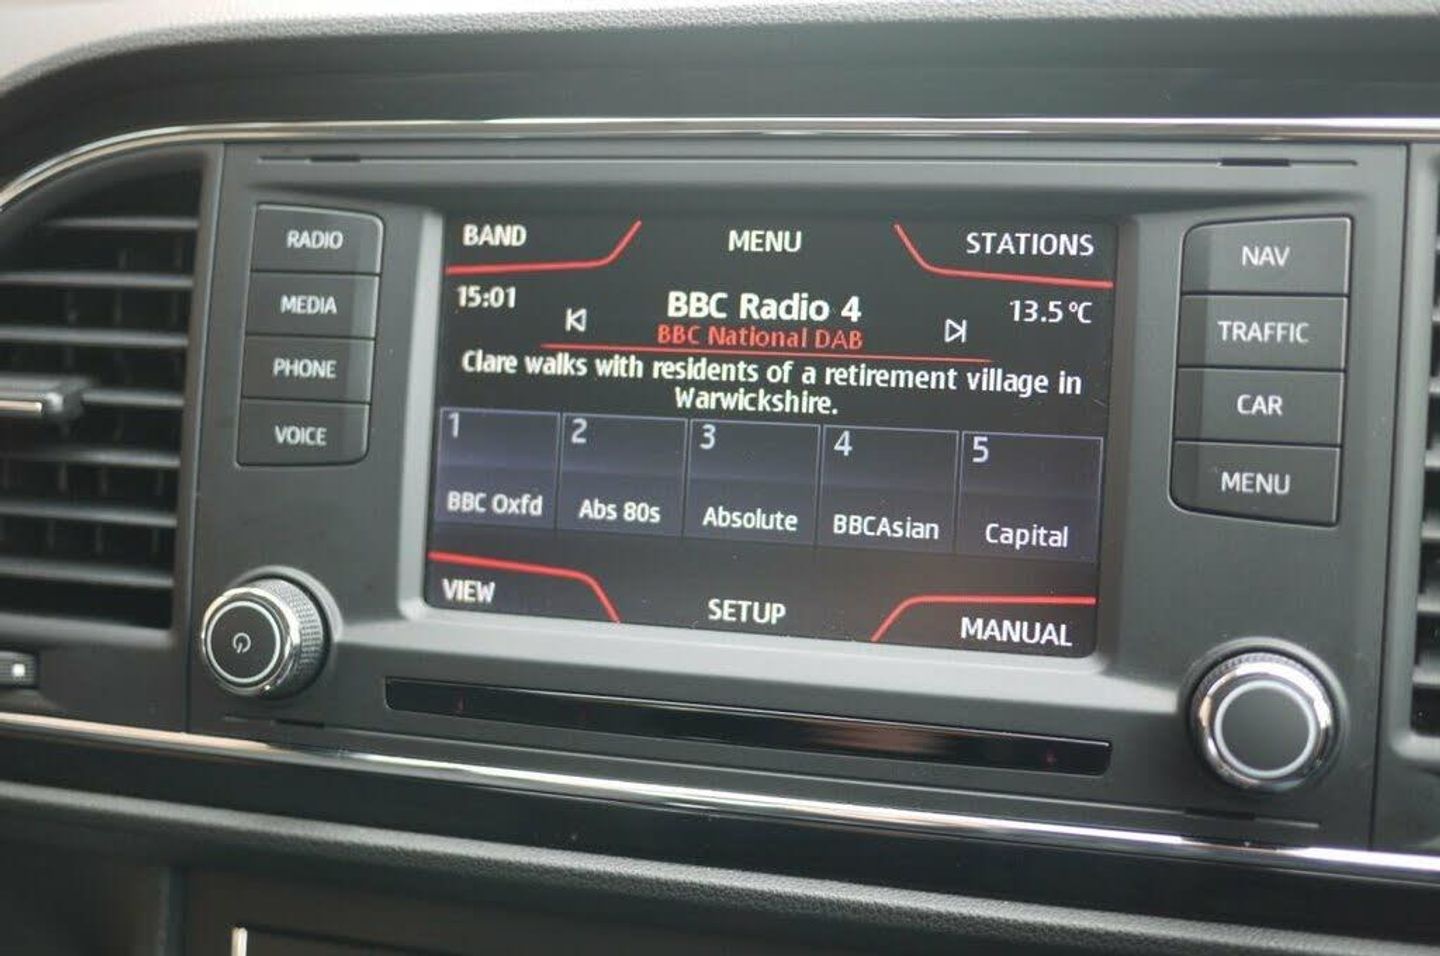 RADIO
MEDIA
PHONE
VOICE
BAND
MENU
STATIONS
15:01
BBC Radio 4
13.5°C
BBC National DAB
Clare walks with residents of a retirement village in
Warwickshire.
1
2
3
4
5
BBC Oxfd
Abs 80s
Absolute
BBCAsian
Capital
VIEW
SETUP
MANUAL
NAV
TRAFFIC
CAR
MENU